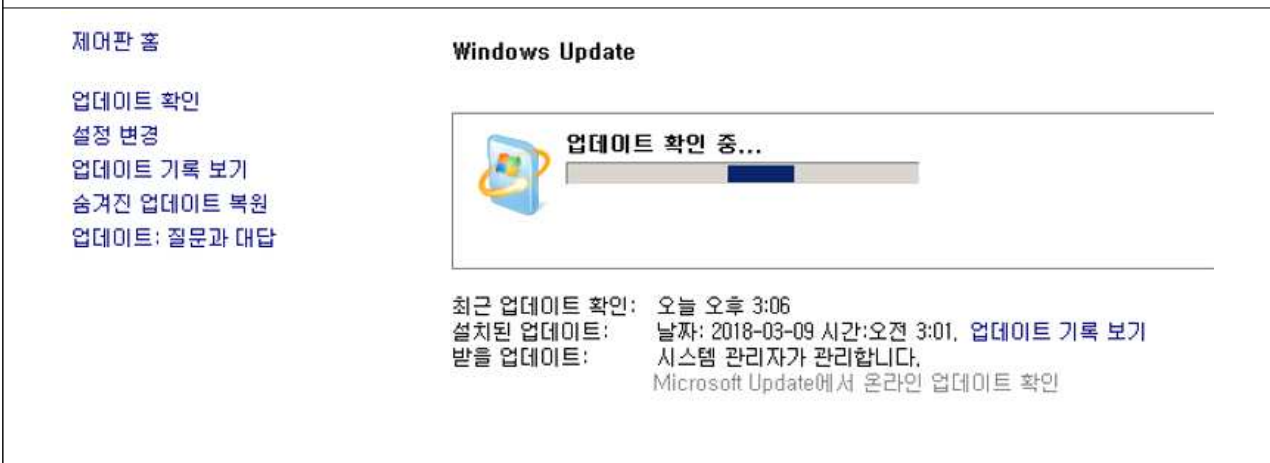 제어판 홈
업데이트 확인
설정 변경
업데이트 기록 보기
숨겨진 업데이트 복원
업데이트: 질문과 대답
Windows Update
업데이트 확인 중...
최근 업데이트 확인: 오늘 오후 3:06
설치된 업데이트: 날짜: 2018-03-09 시간:오전 3:01. 업데이트 기록 보기
받을 업데이트: 시스템 관리자가 관리합니다.
Microsoft Update에서 온라인 업데이트 확인